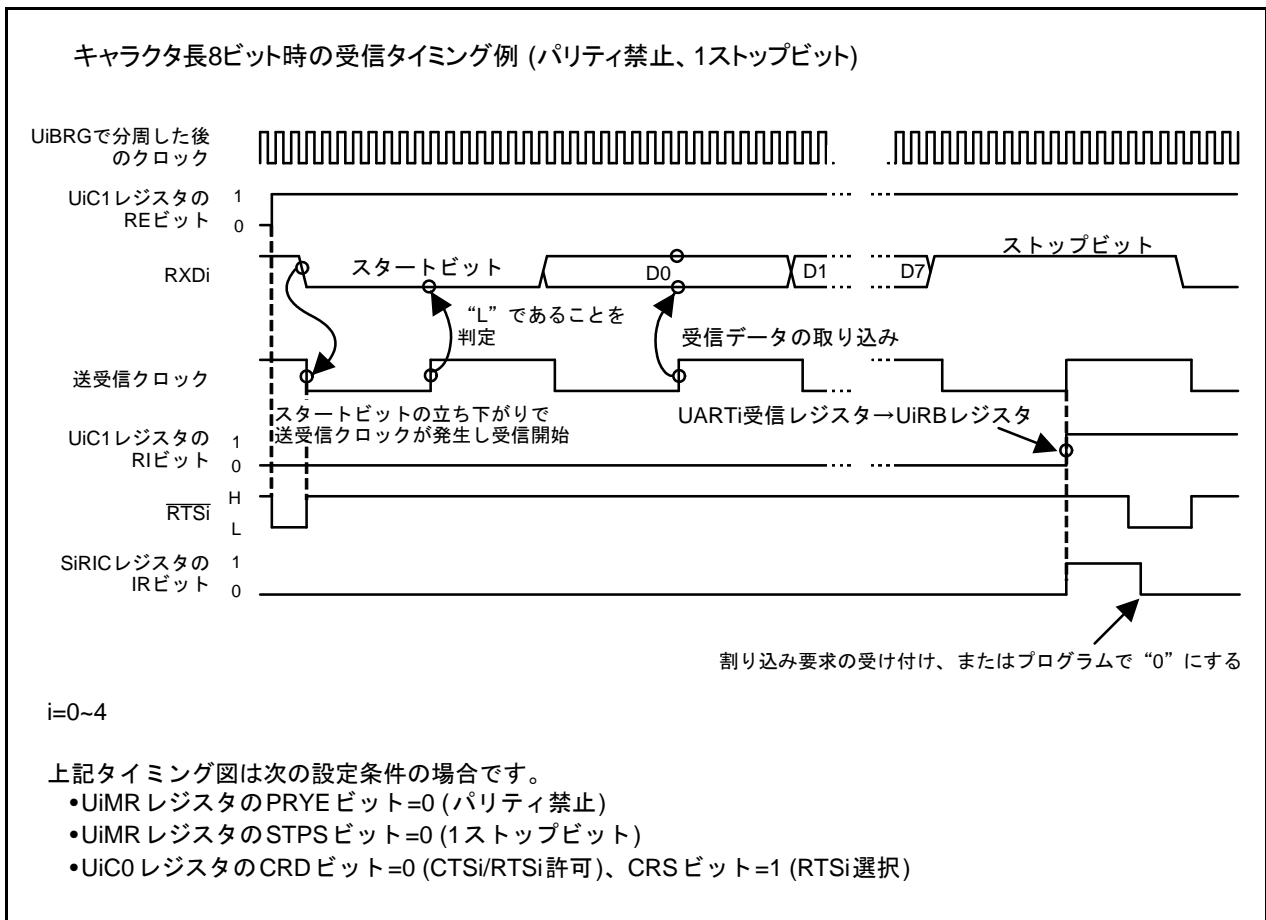 キャラクタ長8ビット時の受信タイミング例 (パリティ禁止、1ストップビット)
UiBRGで分周した後
のクロック
UiC1レジスタの
REビット
1
0
RXDi
スタートビット
D0
D1
D7
ストップビット
“L”であることを
判定
受信データの取り込み
送受信クロック
スタートビットの立ち下がりで
送受信クロックが発生し受信開始
UARTi受信レジスタ→UiRBレジスタ
UiC1レジスタの
RIビット
1
0
RTSi
H
L
SiRICレジスタの
IRビット
1
0
割り込み要求の受け付け、またはプログラムで“0”にする
i=0~4
上記タイミング図は次の設定条件の場合です。
•UiMRレジスタのPRYEビット=0 (パリティ禁止)
•UiMRレジスタのSTPSビット=0 (1ストップビット)
•UiC0レジスタのCRDビット=0 (CTSi/RTSi許可)、CRSビット=1 (RTSi選択)